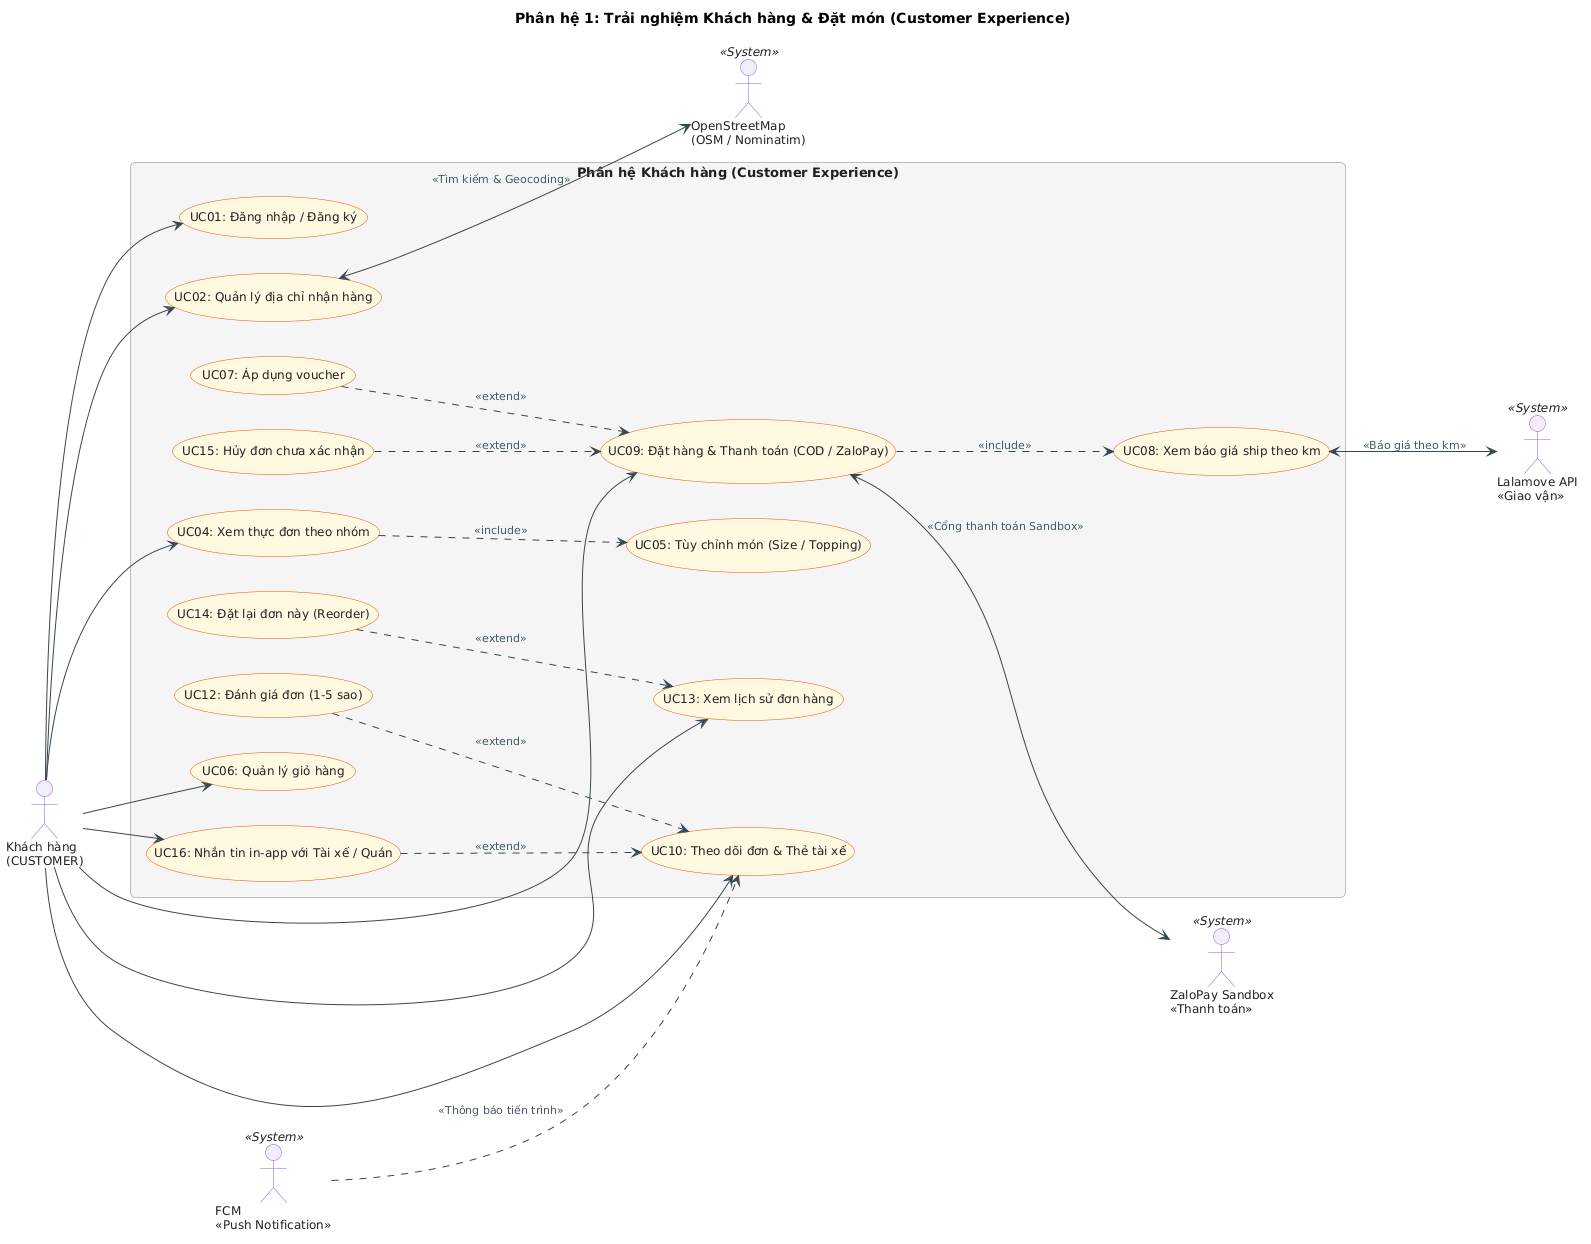 Phân hệ 1: Trải nghiệm Khách hàng & Đặt món (Customer Experience)
«System»
OpenStreetMap
(OSM / Nominatim)
Phân hệ Khách hàng (Customer Experience)
«Tìm kiếm & Geocoding»
UC01: Đăng nhập / Đăng ký
UC02: Quản lý địa chỉ nhận hàng
UC07: Áp dụng voucher
«extend»
UC15: Hủy đơn chưa xác nhận
«extend»
UC09: Đặt hàng & Thanh toán (COD / ZaloPay)
«include»
UC08: Xem báo giá ship theo km
«Báo giá theo km»
«System»
Lalamove API
«Giao vận»
UC04: Xem thực đơn theo nhóm
«include»
UC05: Tùy chỉnh món (Size / Topping)
«Cổng thanh toán Sandbox»
UC14: Đặt lại đơn này (Reorder)
«extend»
UC12: Đánh giá đơn (1-5 sao)
UC13: Xem lịch sử đơn hàng
«extend»
UC06: Quản lý giỏ hàng
Khách hàng
(CUSTOMER)
UC16: Nhắn tin in-app với Tài xế / Quán
«extend»
UC10: Theo dõi đơn & Thẻ tài xế
«System»
ZaloPay Sandbox
«Thanh toán»
«Thông báo tiến trình»
«System»
FCM
«Push Notification»